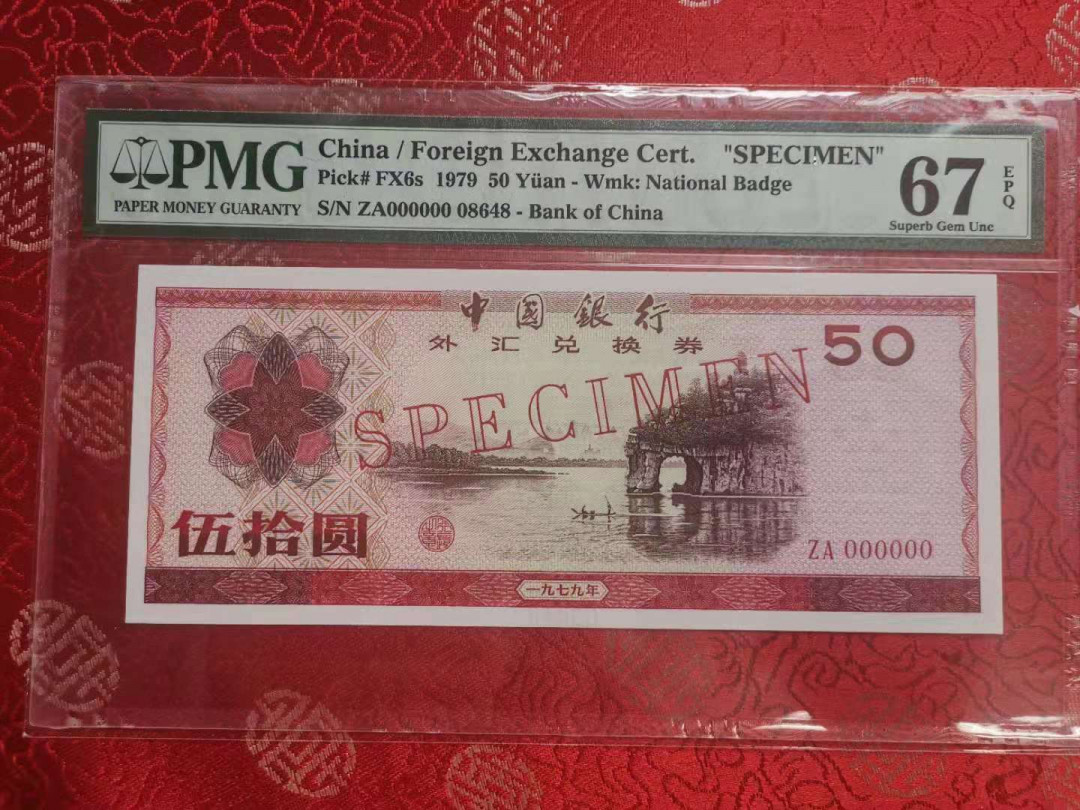 PMG
PAPER MONEY GUARANTY
China / Foreign Exchange Cert. "SPECIMEN"
Pick# FX6s 1979 50 Yüan - Wmk: National Badge
S/N ZA000000 08648 - Bank of China
67
EPQ
Superb Gem Unc
中國銀行
外汇兑换券
50
SPECIMEN
伍拾圆
ZA 000000
一九七九年